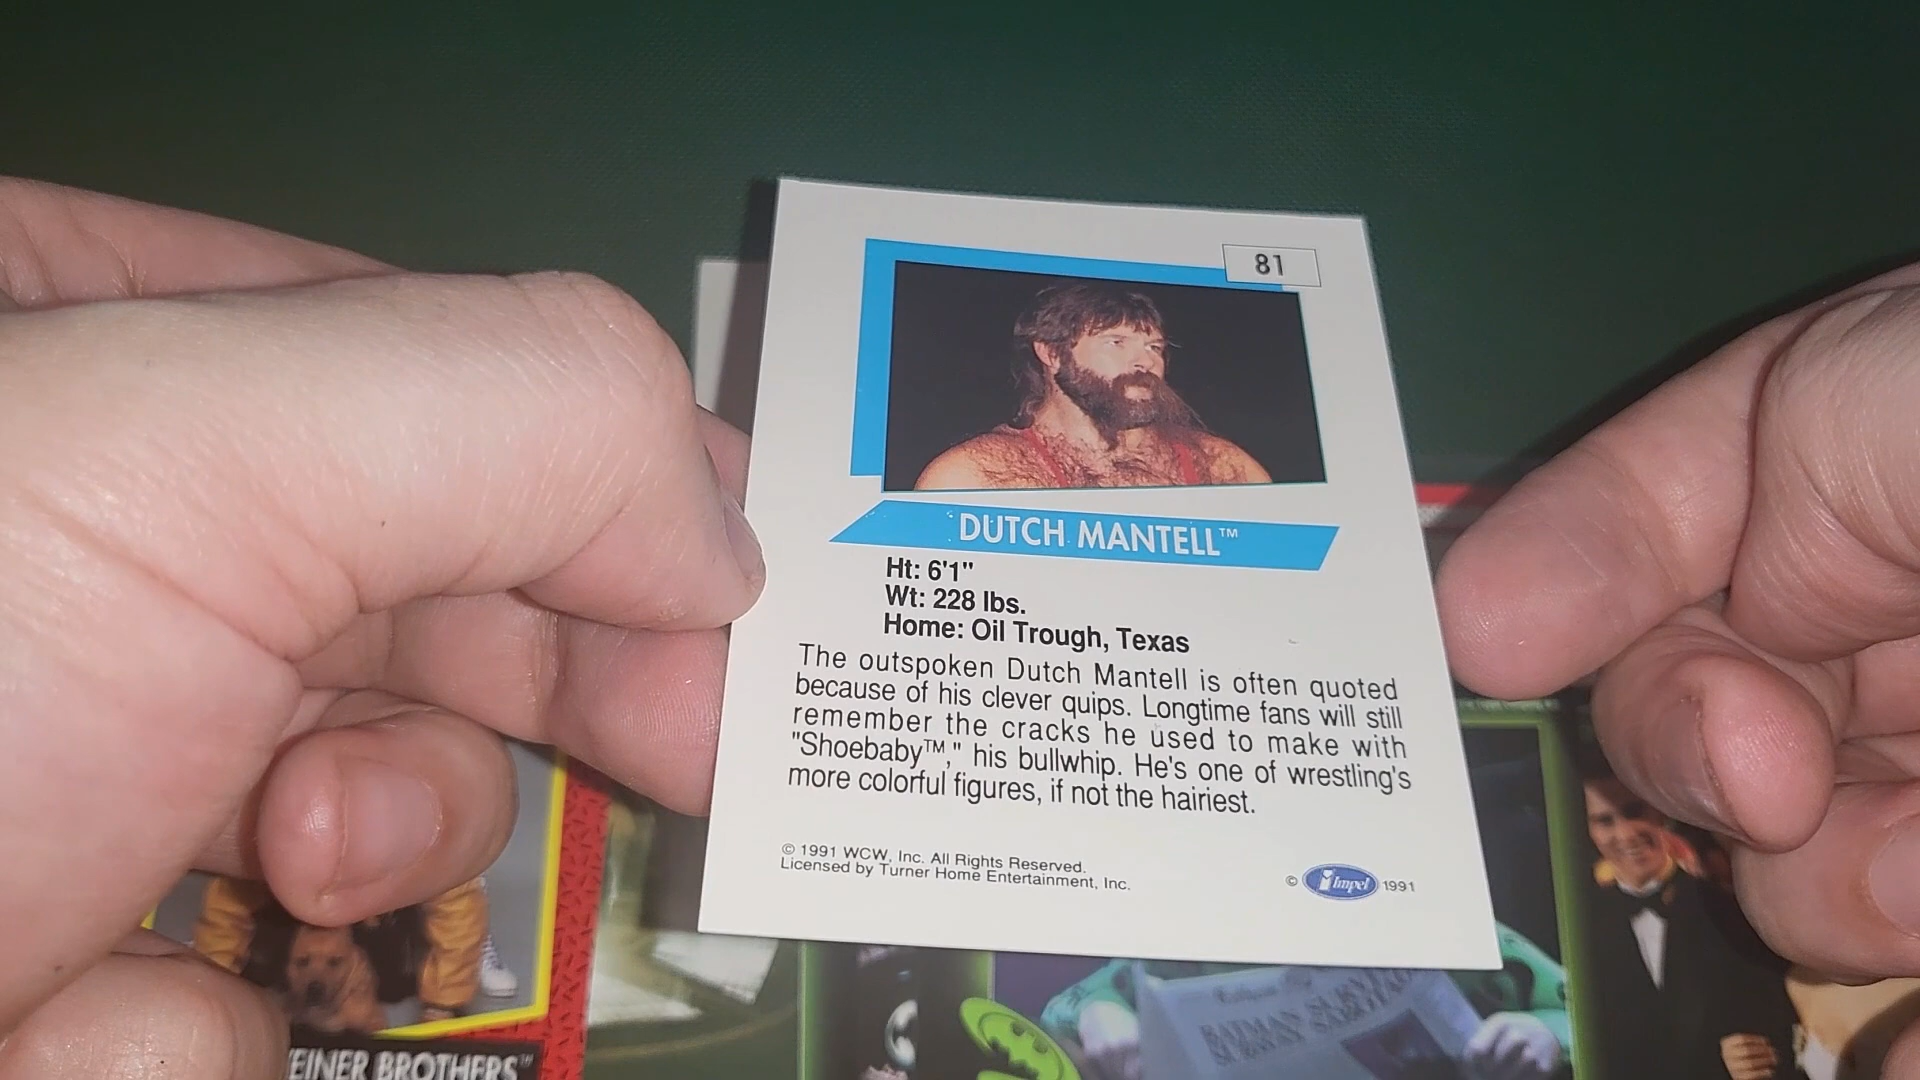 81
DUTCH MANTELL™
Ht: 6'1"
Wt: 228 lbs.
Home: Oil Trough, Texas
The outspoken Dutch Mantell is often quoted
because of his clever quips. Longtime fans will still
remember the cracks he used to make with
"Shoebaby™," his bullwhip. He's one of wrestling's
more colorful figures, if not the hairiest.
© 1991 WCW, Inc. All Rights Reserved.
Licensed by Turner Home Entertainment, Inc.
© Impel 1991
EINER BROTHERS™
BATMAN